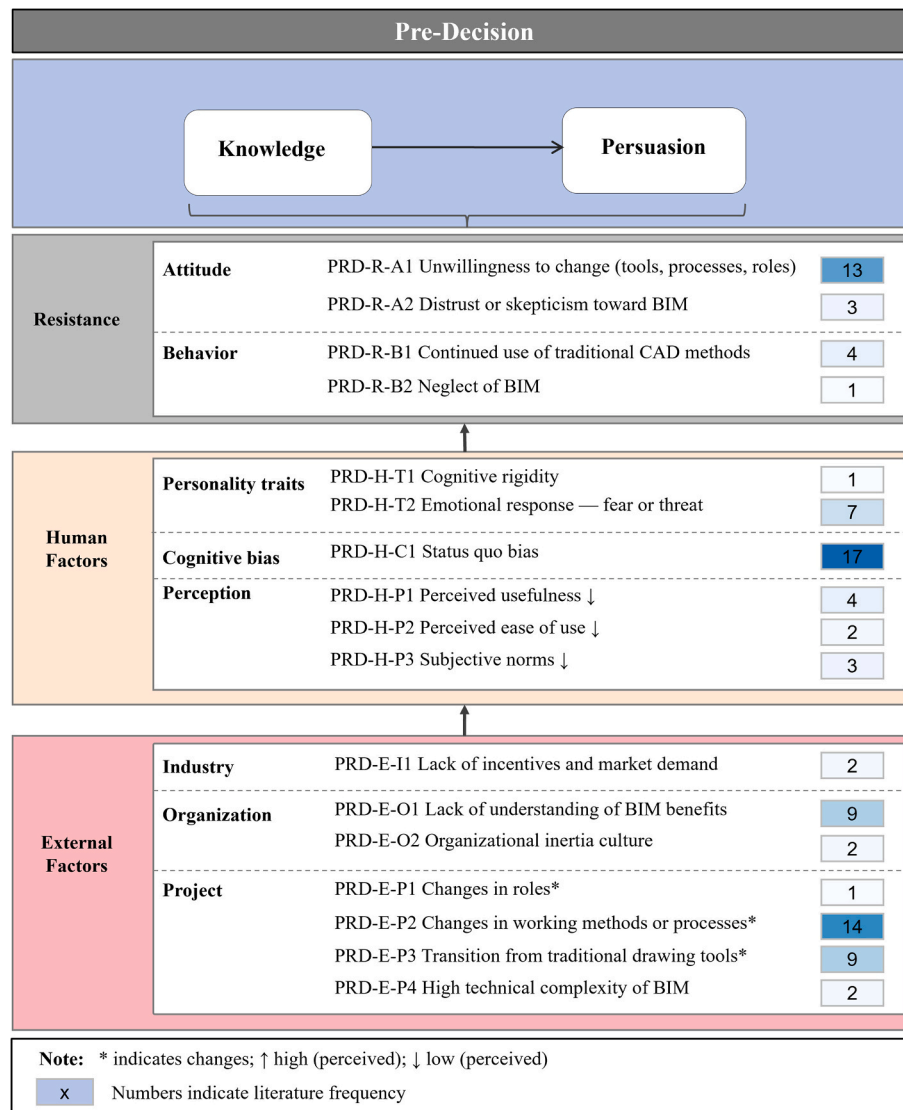 Pre-Decision
Knowledge
Persuasion
Resistance
Attitude
PRD-R-A1 Unwillingness to change (tools, processes, roles)
13
PRD-R-A2 Distrust or skepticism toward BIM
3
Behavior
PRD-R-B1 Continued use of traditional CAD methods
4
PRD-R-B2 Neglect of BIM
1
Human
Factors
Personality traits
PRD-H-T1 Cognitive rigidity
1
PRD-H-T2 Emotional response — fear or threat
7
Cognitive bias
PRD-H-C1 Status quo bias
17
Perception
PRD-H-P1 Perceived usefulness ↓
4
PRD-H-P2 Perceived ease of use ↓
2
PRD-H-P3 Subjective norms ↓
3
External
Factors
Industry
PRD-E-I1 Lack of incentives and market demand
2
Organization
PRD-E-O1 Lack of understanding of BIM benefits
9
PRD-E-O2 Organizational inertia culture
2
Project
PRD-E-P1 Changes in roles*
1
PRD-E-P2 Changes in working methods or processes*
14
PRD-E-P3 Transition from traditional drawing tools*
9
PRD-E-P4 High technical complexity of BIM
2
Note: * indicates changes; ↑ high (perceived); ↓ low (perceived)
x Numbers indicate literature frequency